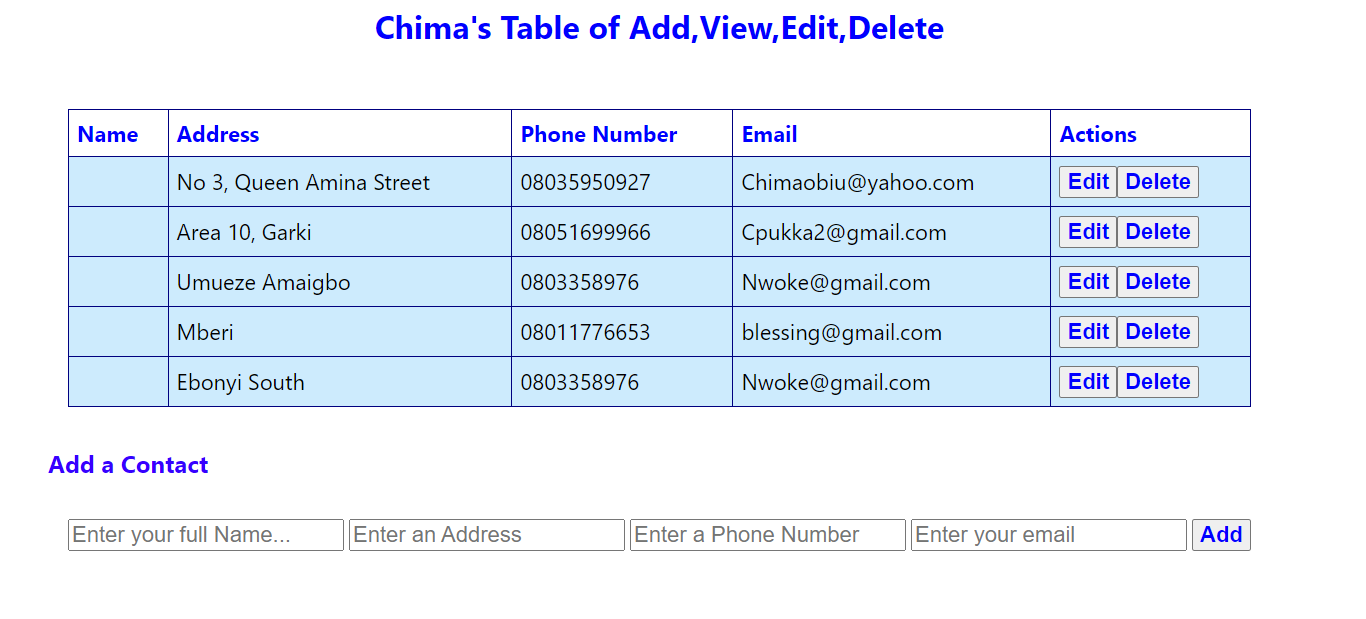 Chima's Table of Add,View,Edit,Delete
Name Address Phone Number Email Actions
No 3, Queen Amina Street 08035950927 Chimaobiu@yahoo.com Edit Delete
Area 10, Garki 08051699966 Cpukka2@gmail.com Edit Delete
Umueze Amaigbo 0803358976 Nwoke@gmail.com Edit Delete
Mberi 08011776653 blessing@gmail.com Edit Delete
Ebonyi South 0803358976 Nwoke@gmail.com Edit Delete
Add a Contact
Enter your full Name... Enter an Address Enter a Phone Number Enter your email Add